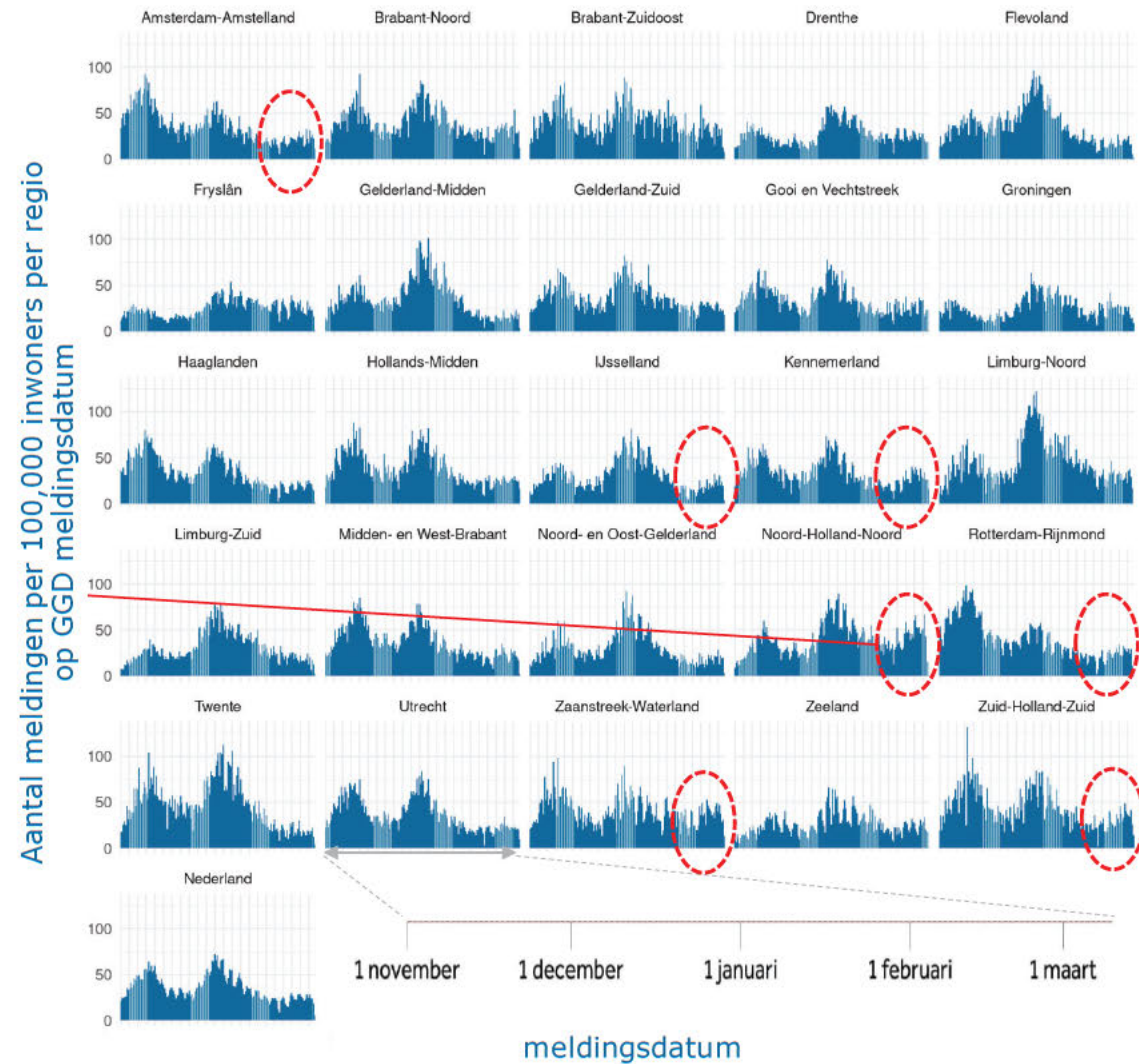 Aantal meldingen per 100,000 inwoners per regio
op GGD meldingsdatum
Amsterdam-Amstelland
Brabant-Noord
Brabant-Zuidoost
Drenthe
Flevoland
100
50
0
Fryslân
Gelderland-Midden
Gelderland-Zuid
Gooi en Vechtstreek
Groningen
100
50
0
Haaglanden
Hollands-Midden
IJsselland
Kennemerland
Limburg-Noord
100
50
0
Limburg-Zuid
Midden- en West-Brabant
Noord- en Oost-Gelderland
Noord-Holland-Noord
Rotterdam-Rijnmond
100
50
0
Twente
Utrecht
Zaanstreek-Waterland
Zeeland
Zuid-Holland-Zuid
100
50
0
Nederland
100
50
0
1 november
1 december
1 januari
1 februari
1 maart
meldingsdatum